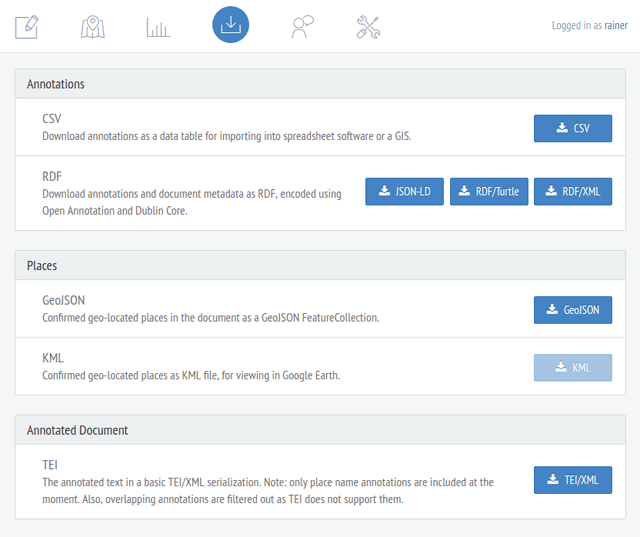 Logged in as rainer
Annotations
CSV
Download annotations as a data table for importing into spreadsheet software or a GIS.
CSV
RDF
Download annotations and document metadata as RDF, encoded using
Open Annotation and Dublin Core.
JSON-LD
RDF/Turtle
RDF/XML
Places
GeoJSON
Confirmed geo-located places in the document as a GeoJSON FeatureCollection.
GeoJSON
KML
Confirmed geo-located places as KML file, for viewing in Google Earth.
KML
Annotated Document
TEI
The annotated text in a basic TEI/XML serialization. Note: only place name annotations are included at the
moment. Also, overlapping annotations are filtered out as TEI does not support them.
TEI/XML